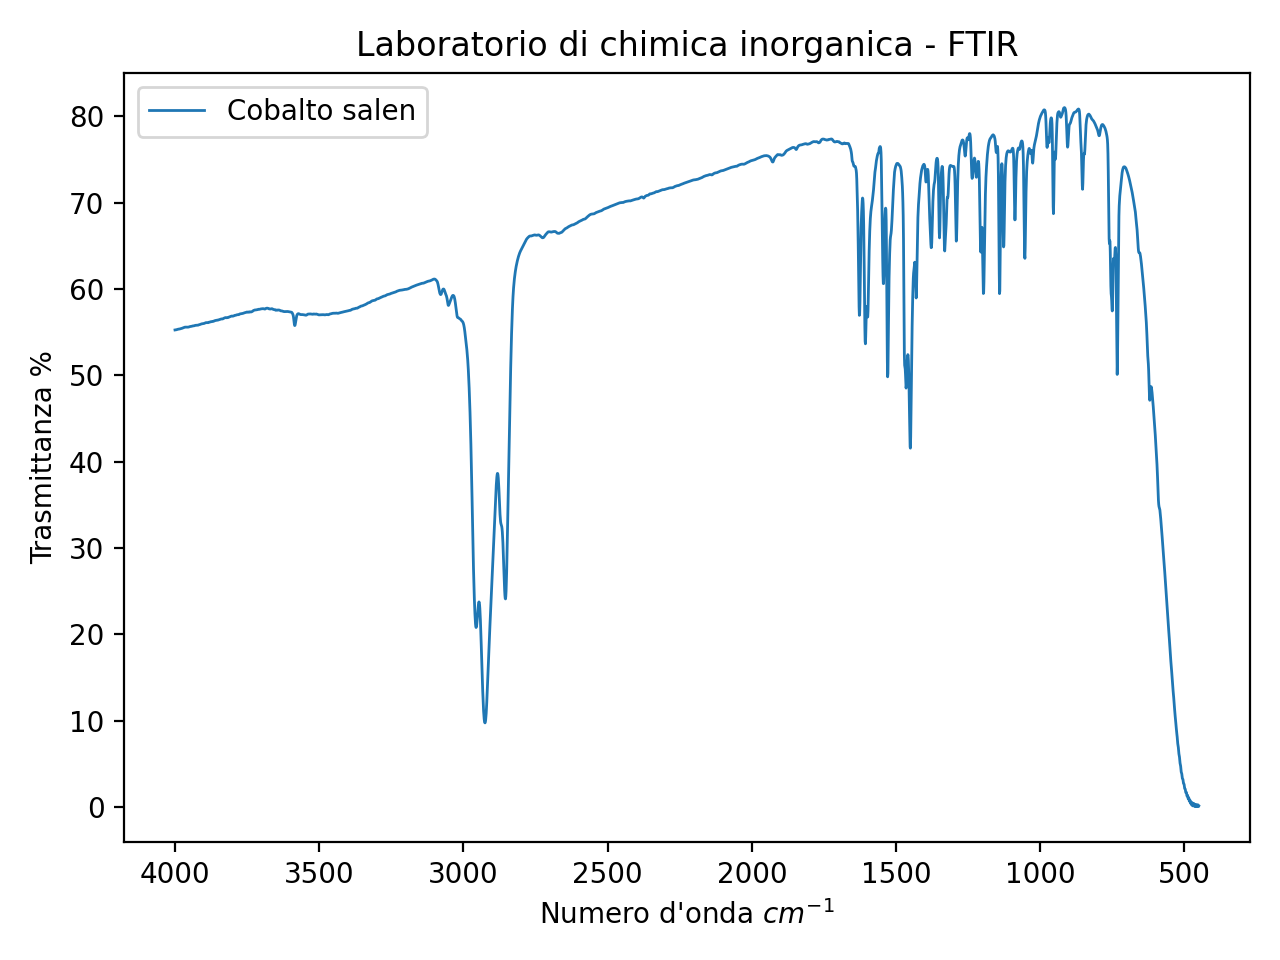 Laboratorio di chimica inorganica - FTIR
Cobalto salen
80
70
60
50
40
30
20
10
0
Trasmittanza %
4000 3500 3000 2500 2000 1500 1000 500
Numero d'onda cm⁻¹